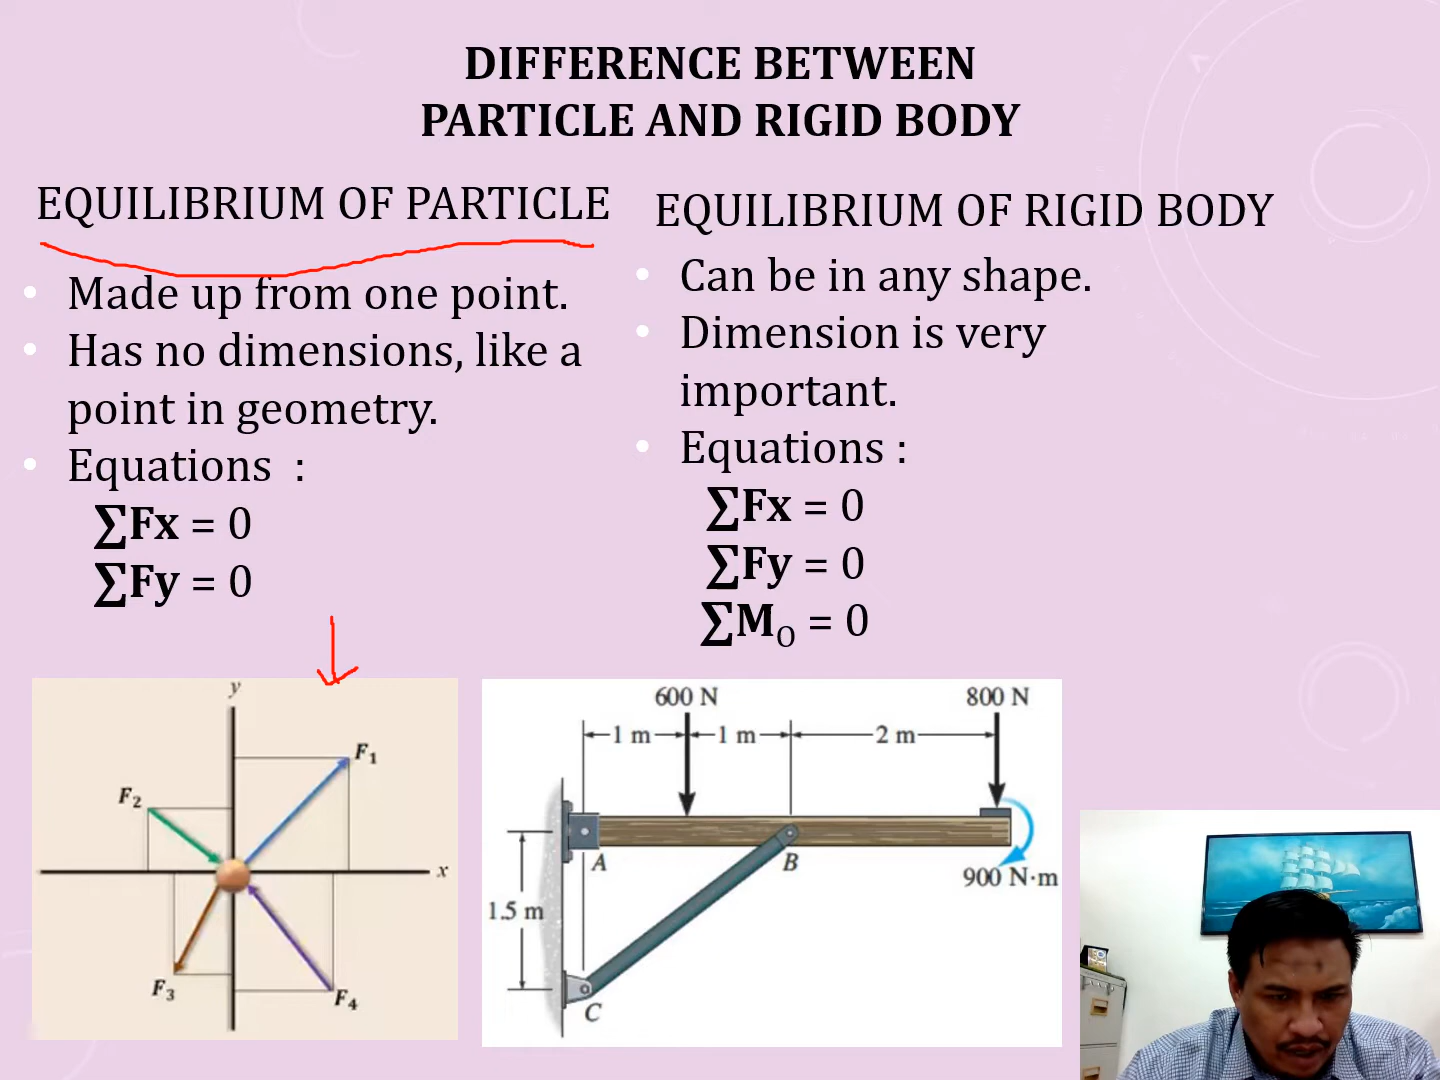 DIFFERENCE BETWEEN
PARTICLE AND RIGID BODY
EQUILIBRIUM OF PARTICLE
• Made up from one point.
• Has no dimensions, like a
point in geometry.
• Equations :
∑Fx = 0
∑Fy = 0
EQUILIBRIUM OF RIGID BODY
• Can be in any shape.
• Dimension is very
important.
• Equations :
∑Fx = 0
∑Fy = 0
∑M₀ = 0
y
F₁
F₂
x
F₃
F₄
600 N
800 N
1 m
1 m
2 m
A
B
900 N·m
1.5 m
C